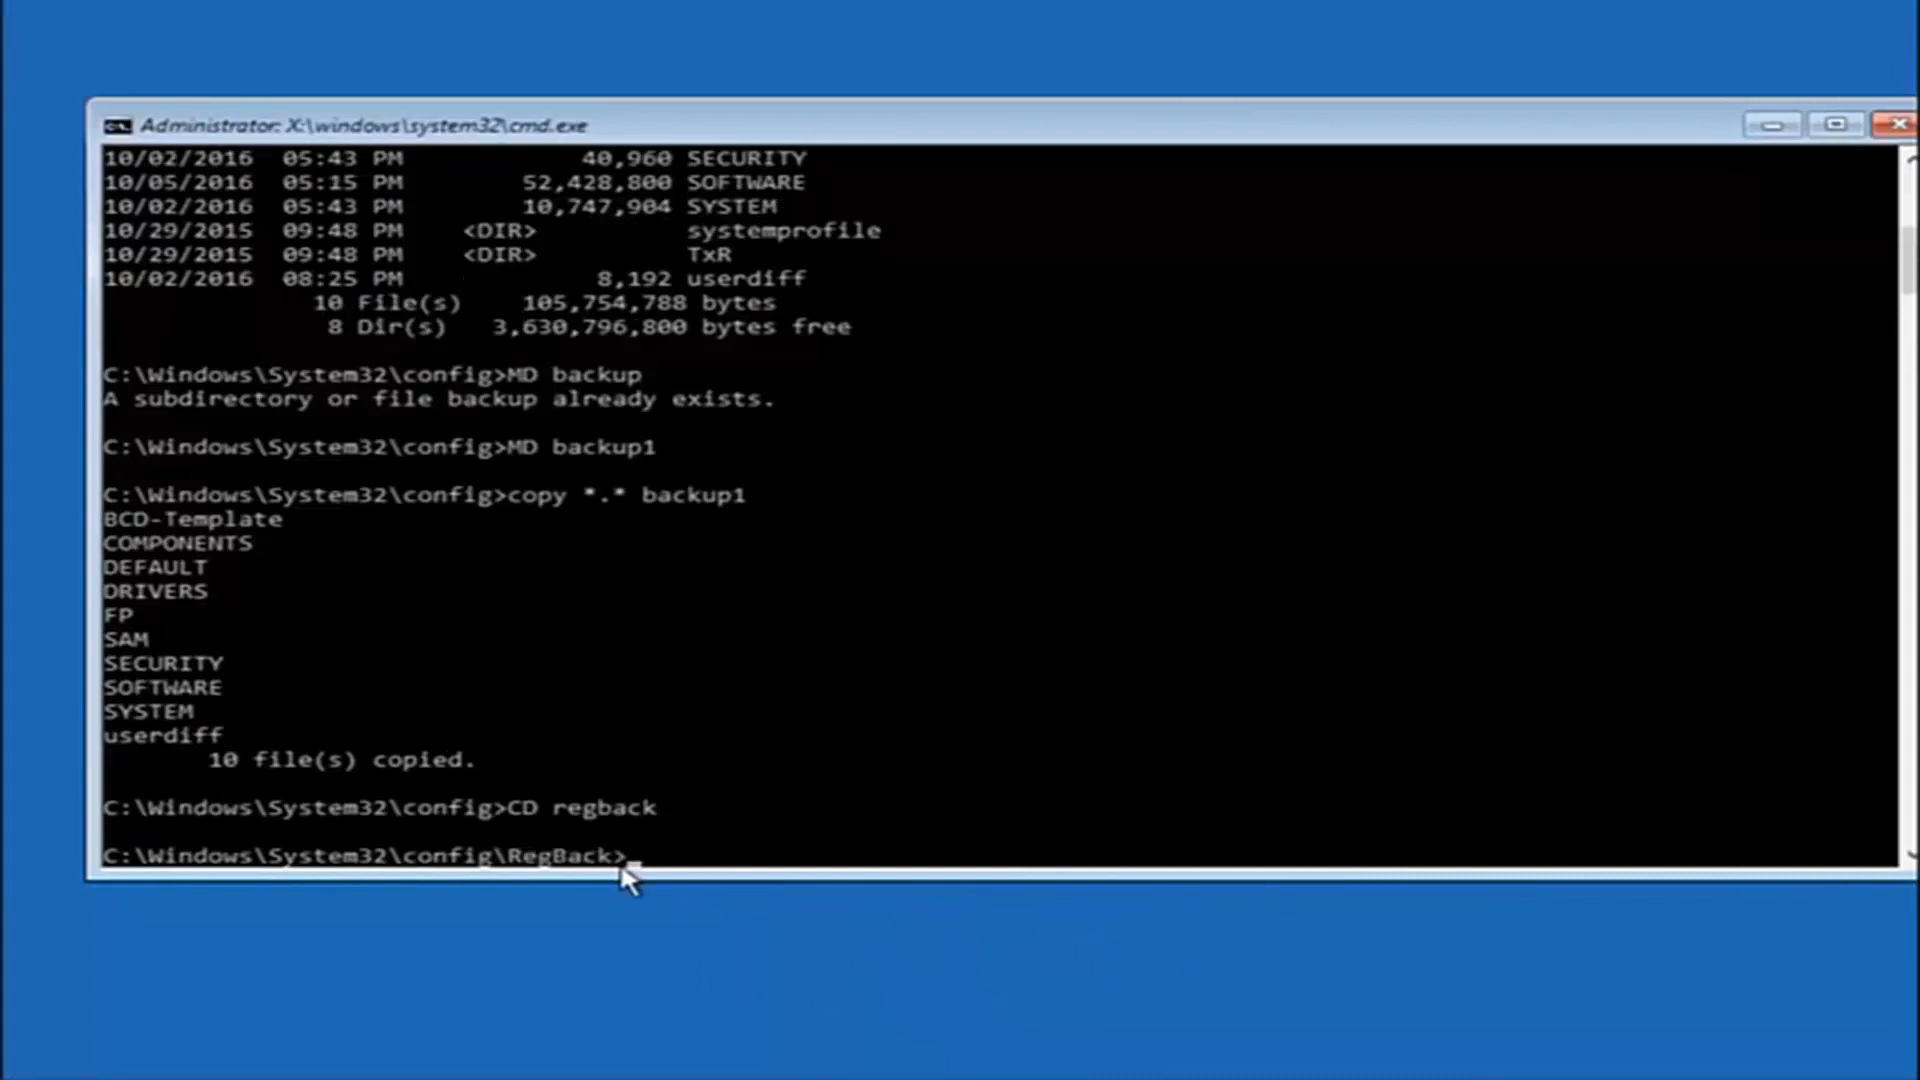 Administrator: X:\windows\system32\cmd.exe
10/02/2016 05:43 PM 40,960 SECURITY
10/05/2016 05:15 PM 52,428,800 SOFTWARE
10/02/2016 05:43 PM 10,747,904 SYSTEM
10/29/2015 09:48 PM <DIR> systemprofile
10/29/2015 09:48 PM <DIR> TxR
10/02/2016 08:25 PM 8,192 userdiff
10 File(s) 105,754,788 bytes
8 Dir(s) 3,630,796,800 bytes free
C:\Windows\System32\config>MD backup
A subdirectory or file backup already exists.
C:\Windows\System32\config>MD backup1
C:\Windows\System32\config>copy *.* backup1
BCD-Template
COMPONENTS
DEFAULT
DRIVERS
FP
SAM
SECURITY
SOFTWARE
SYSTEM
userdiff
10 file(s) copied.
C:\Windows\System32\config>CD regback
C:\Windows\System32\config\RegBack>